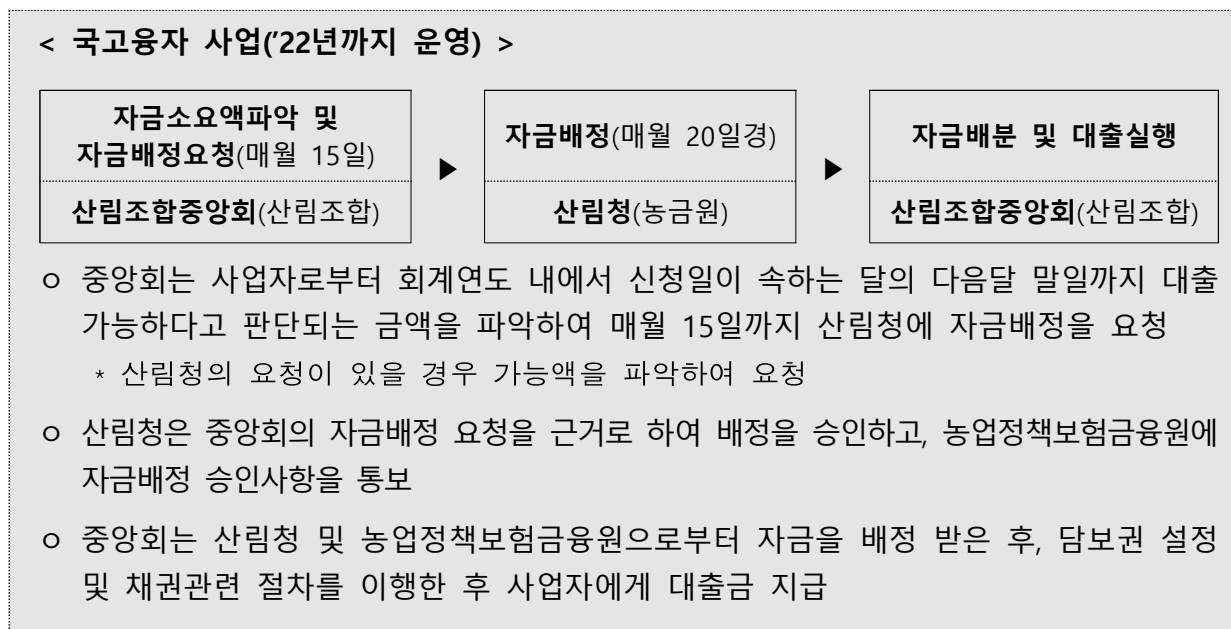 < 국고융자 사업('22년까지 운영) >
자금소요액파악 및
자금배정요청(매월 15일)
산림조합중앙회(산림조합)
▶
자금배정(매월 20일경)
산림청(농금원)
▶
자금배분 및 대출실행
산림조합중앙회(산림조합)
ㅇ 중앙회는 사업자로부터 회계연도 내에서 신청일이 속하는 달의 다음달 말일까지 대출
가능하다고 판단되는 금액을 파악하여 매월 15일까지 산림청에 자금배정을 요청
* 산림청의 요청이 있을 경우 가능액을 파악하여 요청
ㅇ 산림청은 중앙회의 자금배정 요청을 근거로 하여 배정을 승인하고, 농업정책보험금융원에
자금배정 승인사항을 통보
ㅇ 중앙회는 산림청 및 농업정책보험금융원으로부터 자금을 배정 받은 후, 담보권 설정
및 채권관련 절차를 이행한 후 사업자에게 대출금 지급